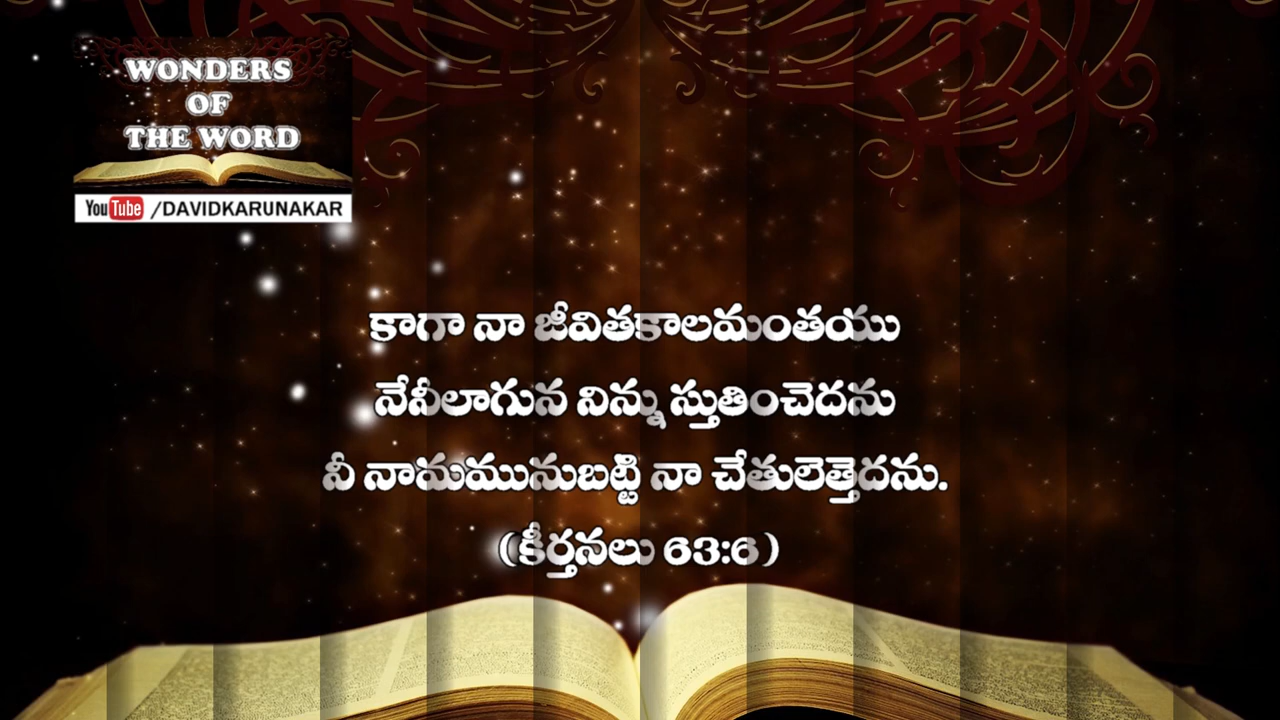 WONDERS
OF
THE WORD
YouTube /DAVIDKARUNAKAR
కాగా నా జీవితకాలమంతయు
నేనీలాగున నిన్ను స్తుతించెదను
నీ నామమునుబట్టి నా చేతులెత్తెదను.
(కీర్తనలు 63:6)